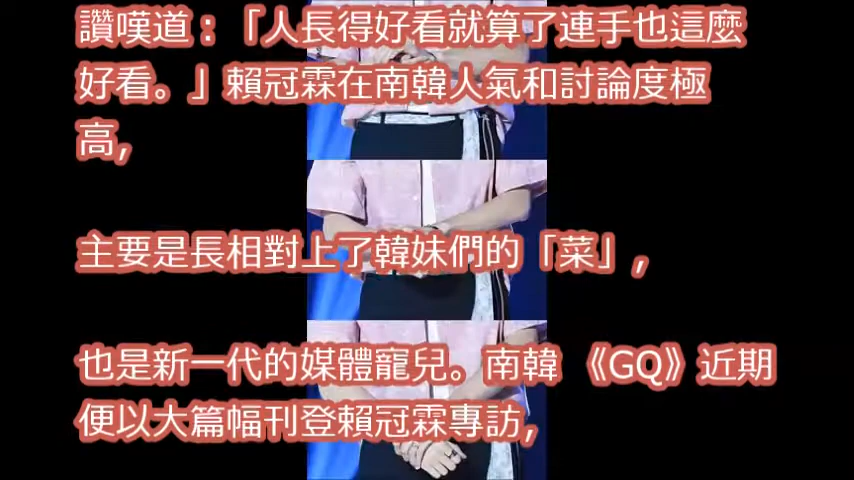 讚嘆道：「人長得好看就算了連手也這麼
好看。」賴冠霖在南韓人氣和討論度極
高，
主要是長相對上了韓妹們的「菜」，
也是新一代的媒體寵兒。南韓 《GQ》近期
便以大篇幅刊登賴冠霖專訪，